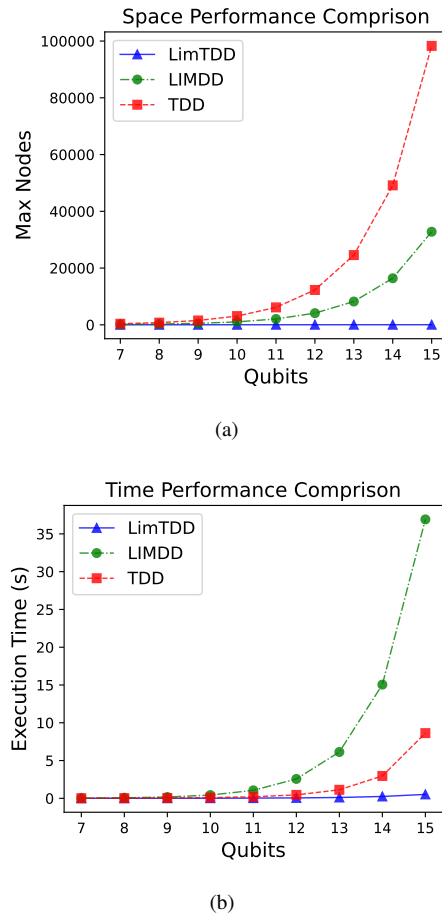 Space Performance Comprison
LimTDD
LIMDD
TDD
100000
80000
60000
40000
20000
0
Max Nodes
7 8 9 10 11 12 13 14 15
Qubits
(a)
Time Performance Comprison
LimTDD
LIMDD
TDD
35
30
25
20
15
10
5
0
Execution Time (s)
7 8 9 10 11 12 13 14 15
Qubits
(b)